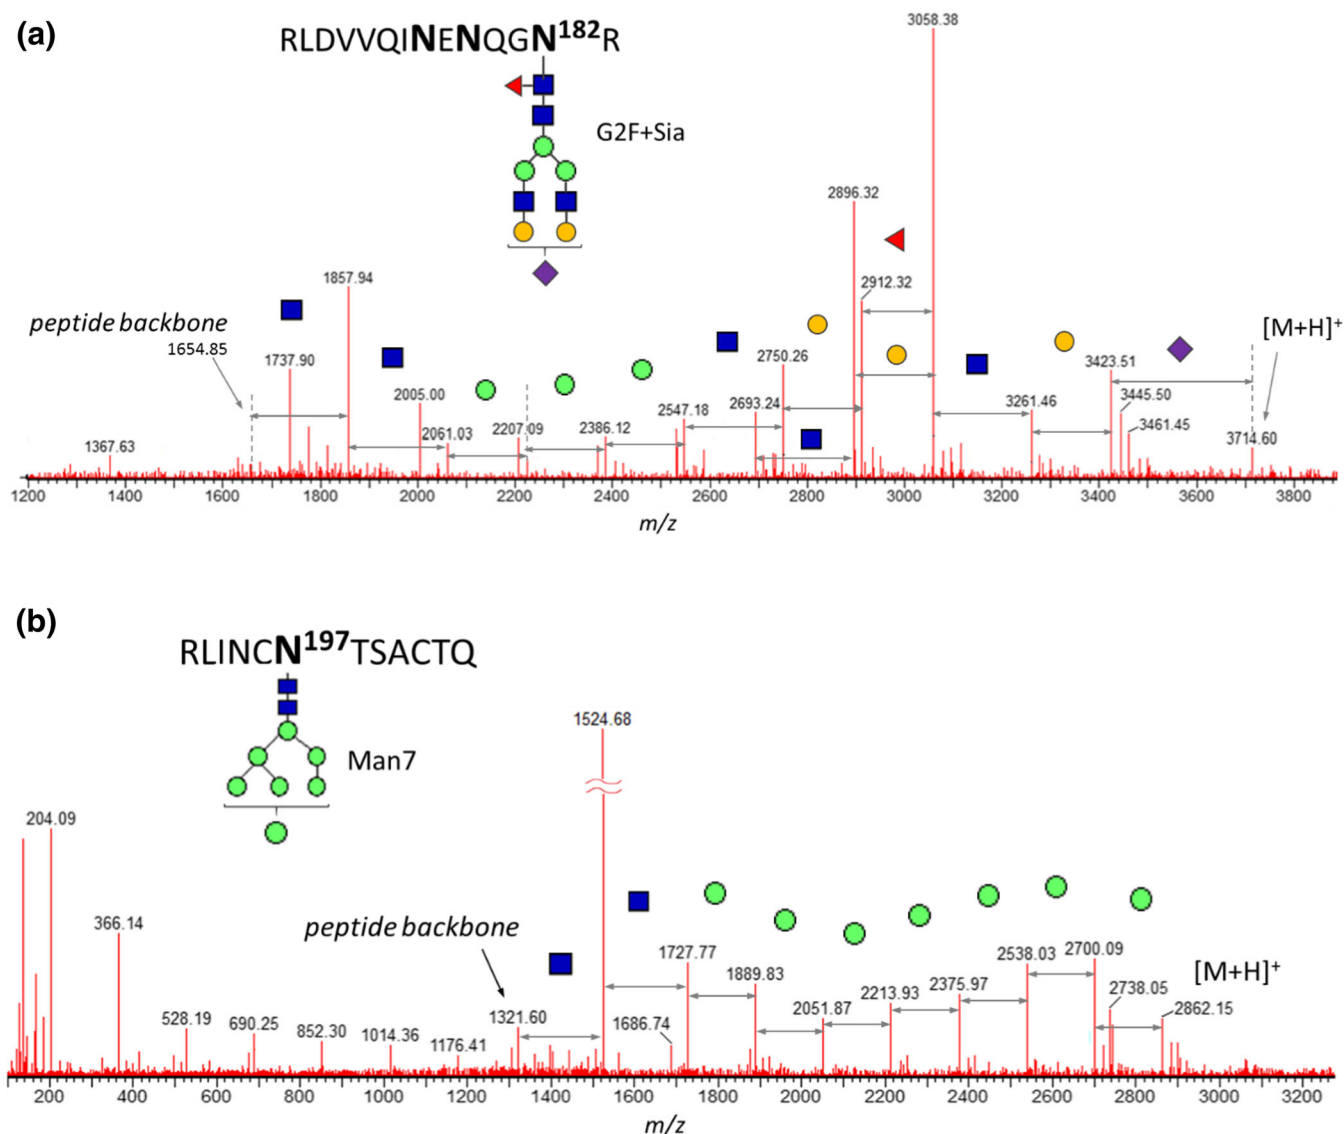 (a)
RLDVVQINENQGN182R
G2F+Sia
3058.38
2896.32
2912.32
1857.94
peptide backbone
1654.85
1737.90
2750.26
[M+H]+
3423.51
2005.00
2693.24
3445.50
2547.18
2386.12
2207.09
2061.03
3261.46
3461.45
3714.60
1367.63
1200 1400 1600 1800 2000 2200 2400 2600 2800 3000 3200 3400 3600 3800
m/z
(b)
RLINCN197TSACTQ
Man7
1524.68
204.09
366.14
peptide backbone
1727.77
2538.03
2700.09
[M+H]+
1889.83
2375.97
2213.93
2051.87
2738.05
2862.15
1321.60
528.19
690.25
852.30
1014.36
1176.41
1686.74
200 400 600 800 1000 1200 1400 1600 1800 2000 2200 2400 2600 2800 3000 3200
m/z